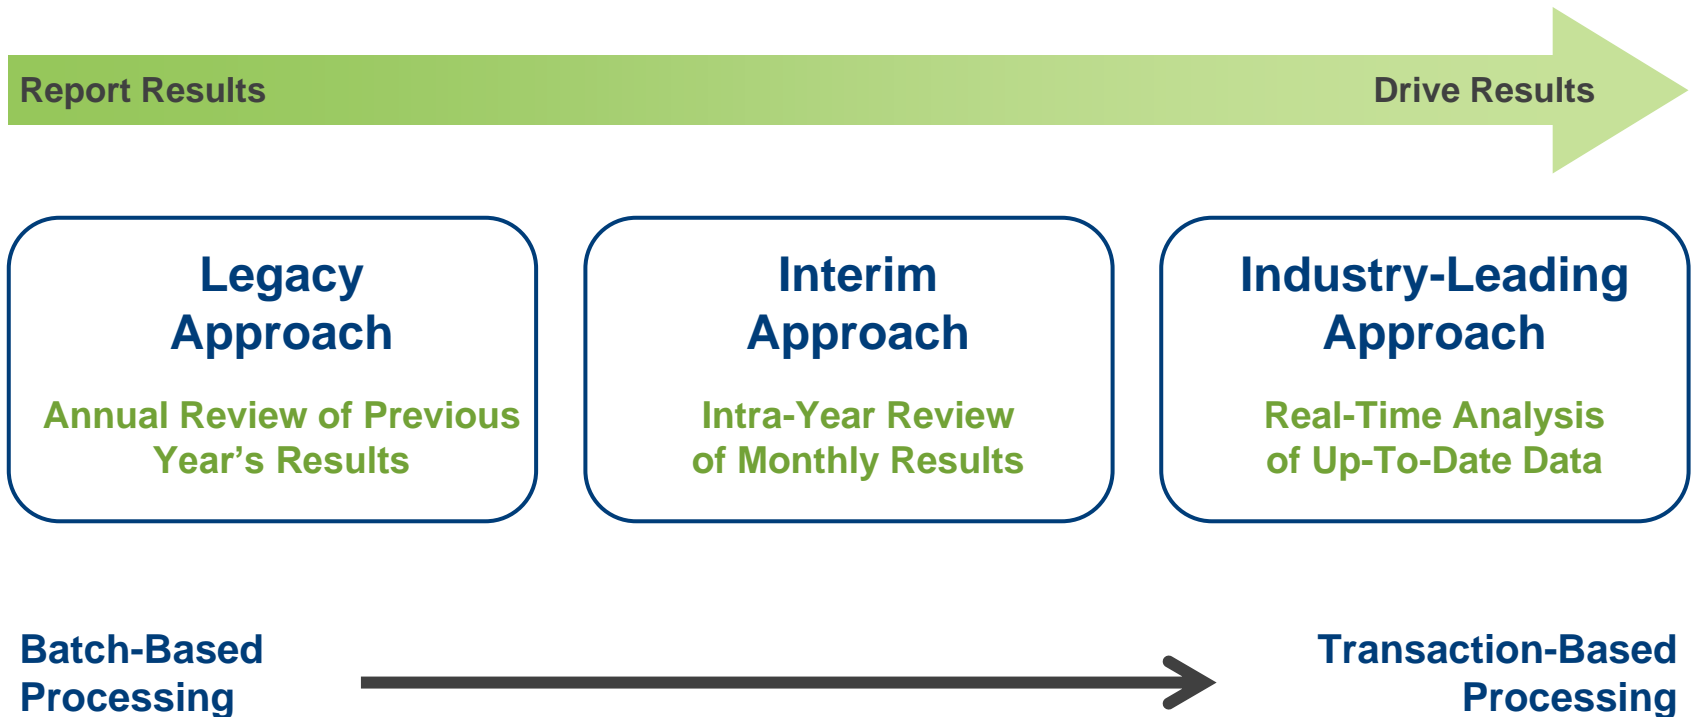 Report Results
Drive Results
Legacy
Approach
Annual Review of Previous
Year’s Results
Interim
Approach
Intra-Year Review
of Monthly Results
Industry-Leading
Approach
Real-Time Analysis
of Up-To-Date Data
Batch-Based
Processing
Transaction-Based
Processing